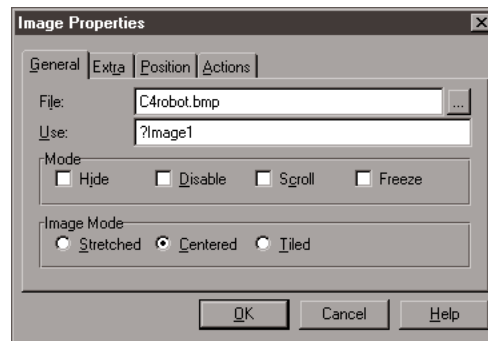 Image Properties
General Extra Position Actions
File: C4robot.bmp ...
Use: ?Image1
Mode
Hide Disable Scroll Freeze
Image Mode
Stretched Centered Tiled
OK Cancel Help